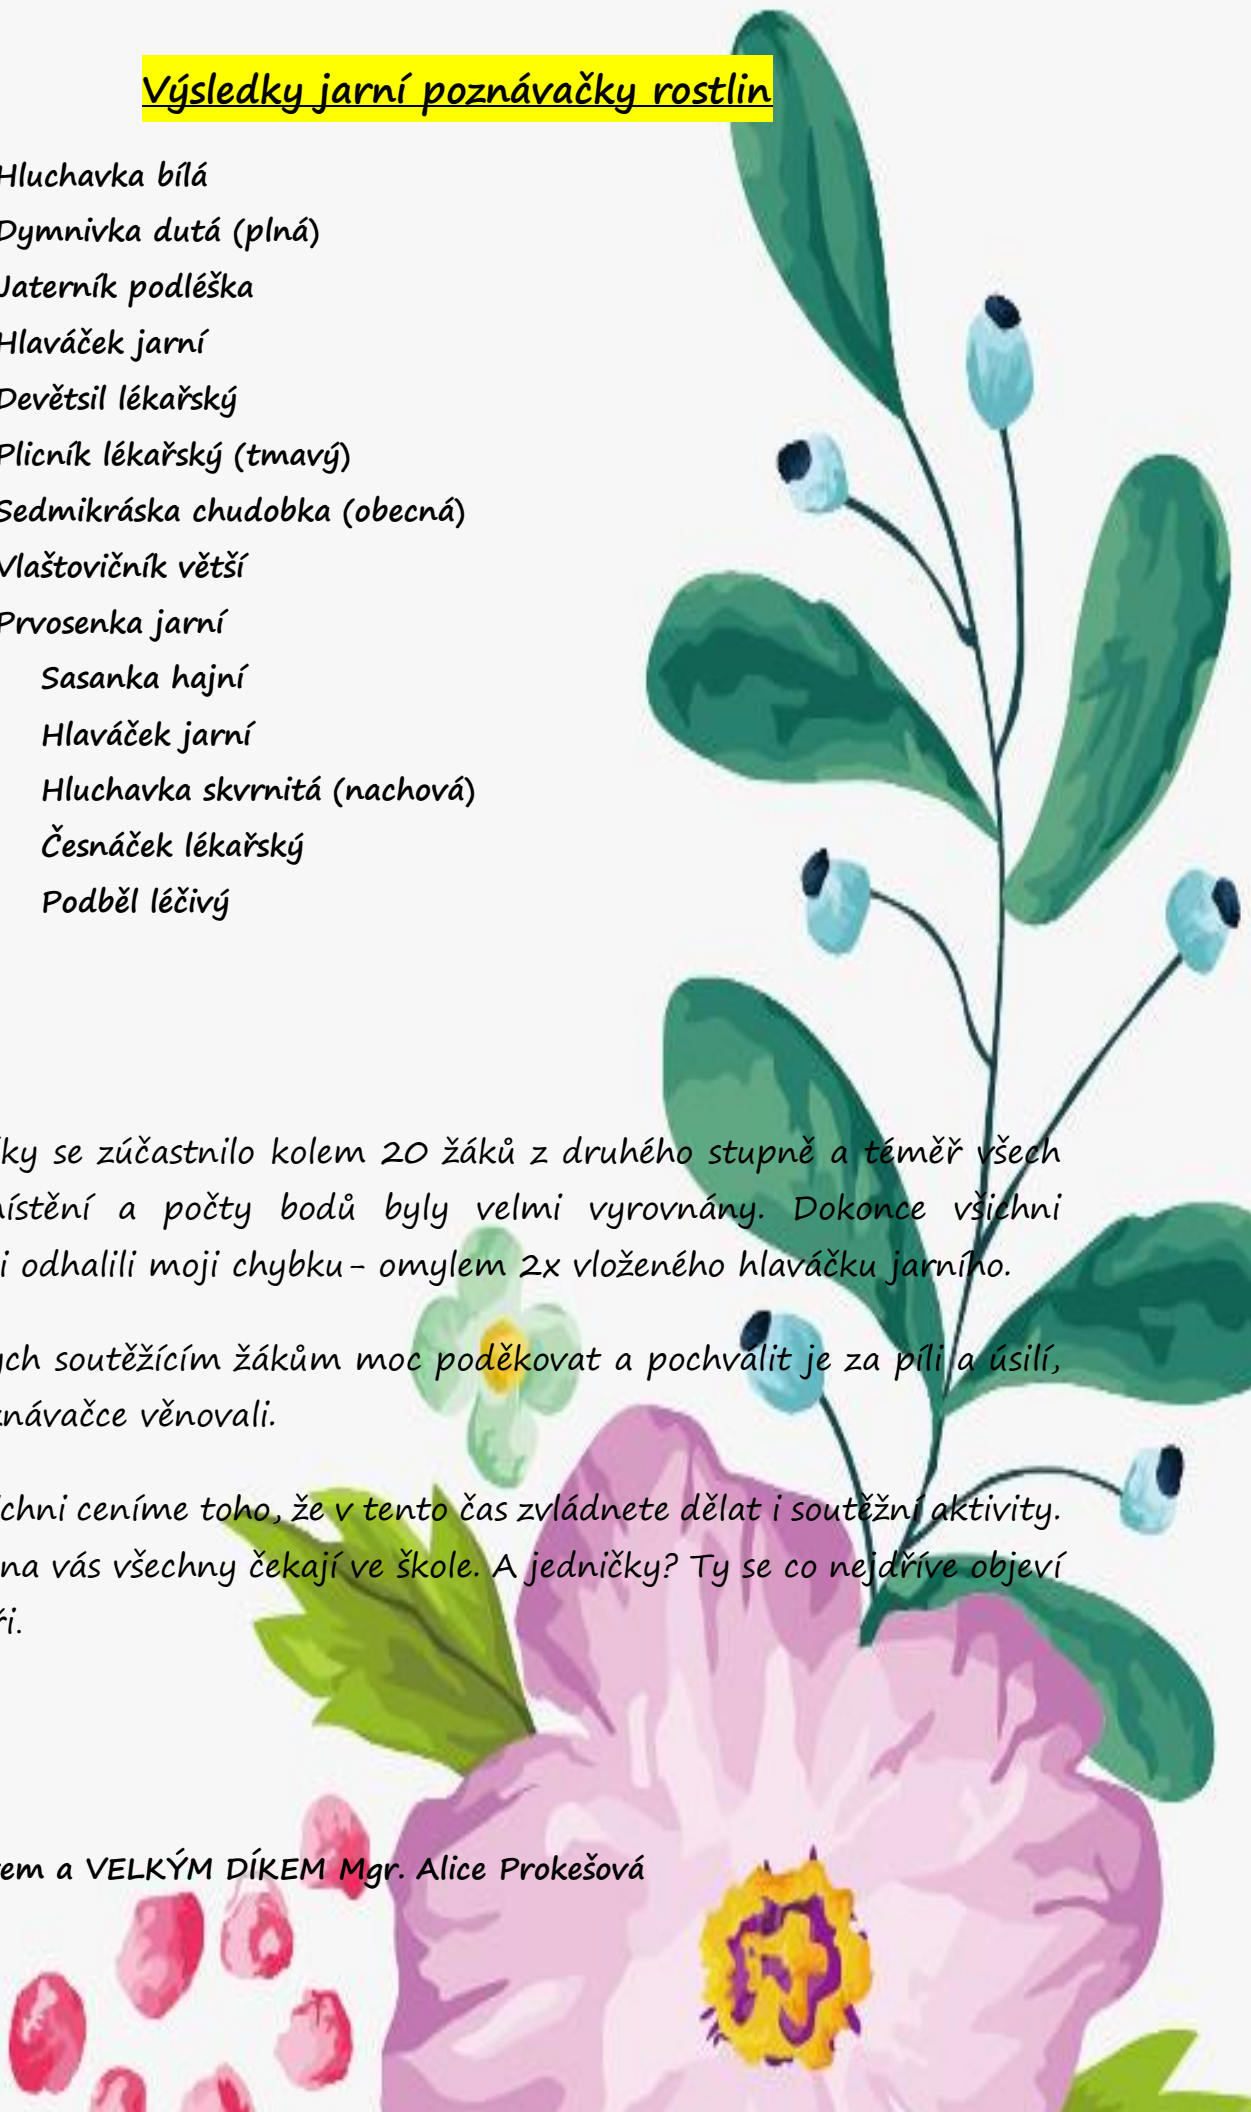 Výsledky jarní poznávačky rostlin
Hluchavka bílá
Dymnivka dutá (plná)
Jaterník podléška
Hlaváček jarní
Devětsil lékařský
Plicník lékařský (tmavý)
Sedmikráska chudobka (obecná)
Vlaštovičník větší
Prvosenka jarní
Sasanka hajní
Hlaváček jarní
Hluchavka skvrnitá (nachová)
Česnáček lékařský
Podběl léčivý
se zúčastnilo kolem 20 žáků z druhého stupně a téměř všech
a počty bodů byly velmi vyrovnány. Dokonce všichni
odhalili moji chybku- omylem 2x vloženého hlaváčku jarního.
soutěžícím žákům moc poděkovat a pochválit je za píli a úsilí,
věnovali.
ceníme toho, že v tento čas zvládnete dělat i soutěžní aktivity.
na vás všechny čekají ve škole. A jedničky? Ty se co nejdříve objeví
a VELKÝM DÍKEM Mgr. Alice Prokešová